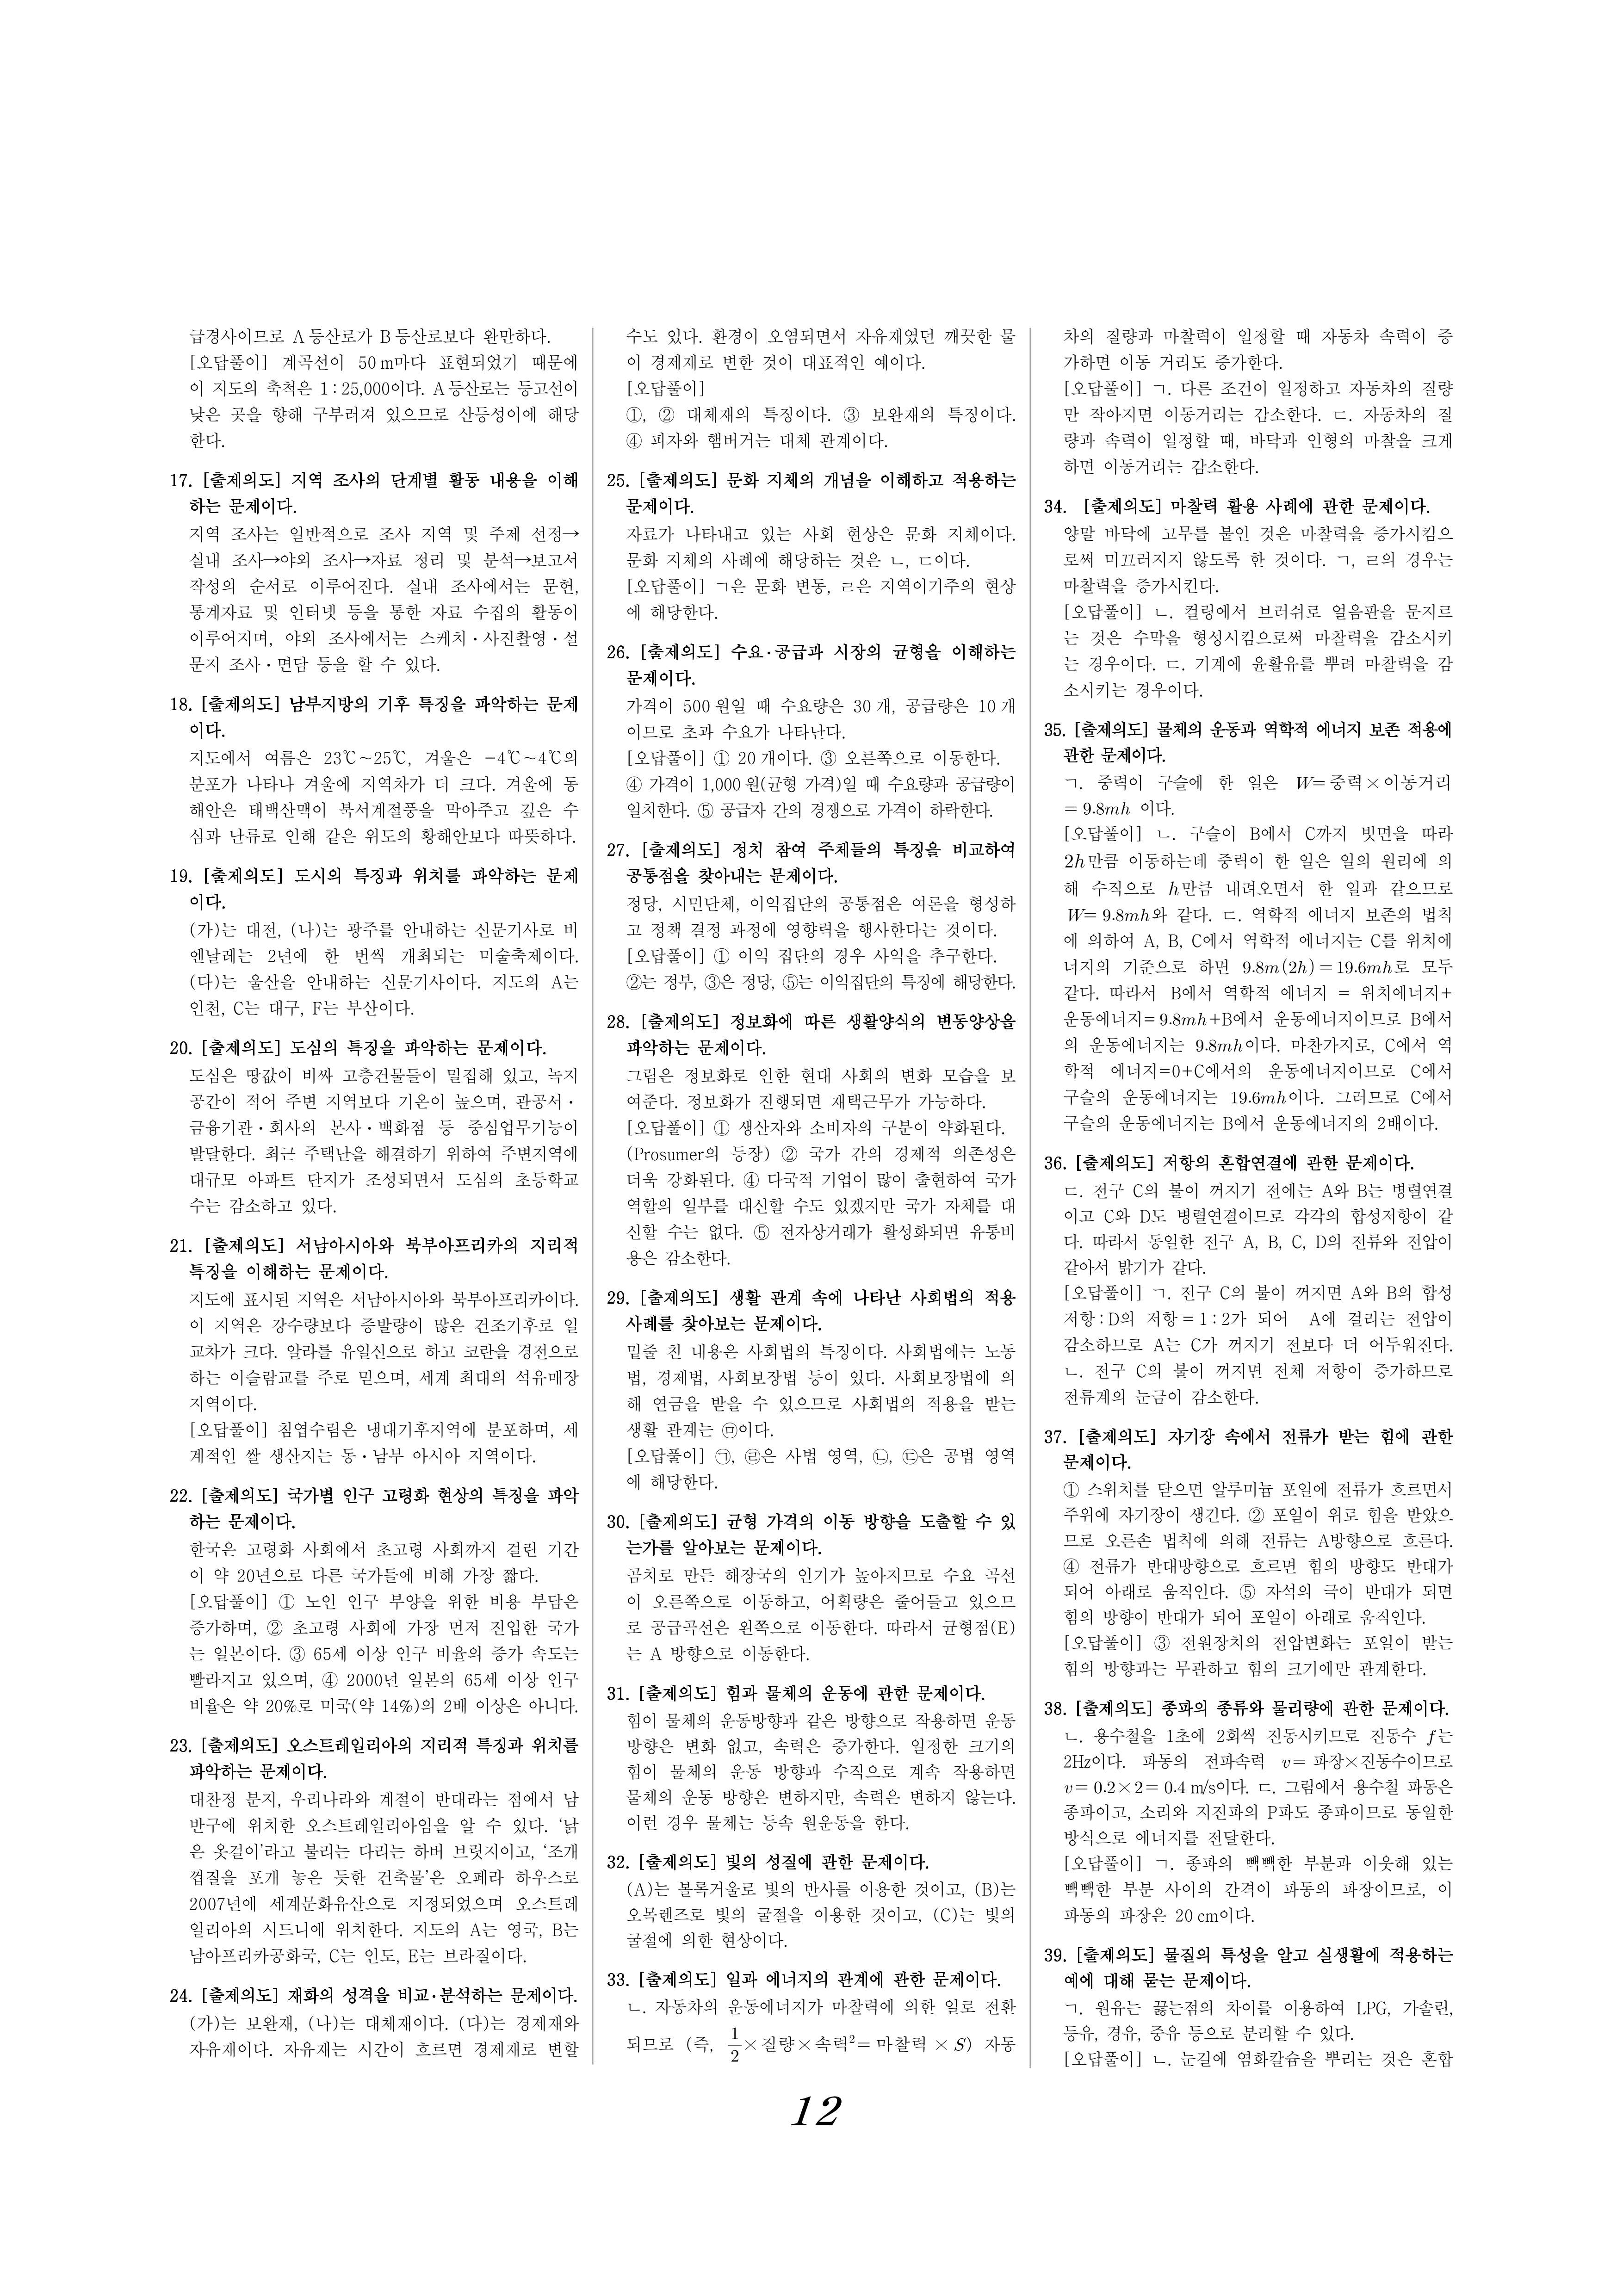 급경사이므로 A등산로가 B등산로보다 완만하다.
[오답풀이] 계곡선이 50m마다 표현되었기 때문에
이 지도의 축척은 1:25,000이다. A등산로는 등고선이
낮은 곳을 향해 구부러져 있으므로 산등성이에 해당
한다.
17. [출제의도] 지역 조사의 단계별 활동 내용을 이해
하는 문제이다.
지역 조사는 일반적으로 조사 지역 및 주제 선정→
실내 조사→야외 조사→자료 정리 및 분석→보고서
작성의 순서로 이루어진다. 실내 조사에서는 문헌,
통계자료 및 인터넷 등을 통한 자료 수집의 활동이
이루어지며, 야외 조사에서는 스케치·사진촬영·설
문지 조사·면담 등을 할 수 있다.
18. [출제의도] 남부지방의 기후 특징을 파악하는 문제
이다.
지도에서 여름은 23℃~25℃, 겨울은 -4℃~4℃의
분포가 나타나 겨울에 지역차가 더 크다. 겨울에 동
해안은 태백산맥이 북서계절풍을 막아주고 깊은 수
심과 난류로 인해 같은 위도의 황해안보다 따뜻하다.
19. [출제의도] 도시의 특징과 위치를 파악하는 문제
이다.
(가)는 대전, (나)는 광주를 안내하는 신문기사로 비
엔날레는 2년에 한 번씩 개최되는 미술축제이다.
(다)는 울산을 안내하는 신문기사이다. 지도의 A는
인천, C는 대구, F는 부산이다.
20. [출제의도] 도심의 특징을 파악하는 문제이다.
도심은 땅값이 비싸 고층건물들이 밀집해 있고, 녹지
공간이 적어 주변 지역보다 기온이 높으며, 관공서·
금융기관·회사의 본사·백화점 등 중심업무기능이
발달한다. 최근 주택난을 해결하기 위하여 주변지역에
대규모 아파트 단지가 조성되면서 도심의 초등학교
수는 감소하고 있다.
21. [출제의도] 서남아시아와 북부아프리카의 지리적
특징을 이해하는 문제이다.
지도에 표시된 지역은 서남아시아와 북부아프리카이다.
이 지역은 강수량보다 증발량이 많은 건조기후로 일
교차가 크다. 알라를 유일신으로 하고 코란을 경전으로
하는 이슬람교를 주로 믿으며, 세계 최대의 석유매장
지역이다.
[오답풀이] 침엽수림은 냉대기후지역에 분포하며, 세
계적인 쌀 생산지는 동·남부 아시아 지역이다.
22. [출제의도] 국가별 인구 고령화 현상의 특징을 파악
하는 문제이다.
한국은 고령화 사회에서 초고령 사회까지 걸린 기간
이 약 20년으로 다른 국가들에 비해 가장 짧다.
[오답풀이] ① 노인 인구 부양을 위한 비용 부담은
증가하며, ② 초고령 사회에 가장 먼저 진입한 국가
는 일본이다. ③ 65세 이상 인구 비율의 증가 속도는
빨라지고 있으며, ④ 2000년 일본의 65세 이상 인구
비율은 약 20%로 미국(약 14%)의 2배 이상은 아니다.
23. [출제의도] 오스트레일리아의 지리적 특징과 위치를
파악하는 문제이다.
대찬정 분지, 우리나라와 계절이 반대라는 점에서 남
반구에 위치한 오스트레일리아임을 알 수 있다. ‘낡
은 옷걸이’라고 불리는 다리는 하버 브릿지이고, ‘조개
껍질을 포개 놓은 듯한 건축물’은 오페라 하우스로
2007년에 세계문화유산으로 지정되었으며 오스트레
일리아의 시드니에 위치한다. 지도의 A는 영국, B는
남아프리카공화국, C는 인도, E는 브라질이다.
24. [출제의도] 재화의 성격을 비교·분석하는 문제이다.
(가)는 보완재, (나)는 대체재이다. (다)는 경제재와
자유재이다. 자유재는 시간이 흐르면 경제재로 변할
수도 있다. 환경이 오염되면서 자유재였던 깨끗한 물
이 경제재로 변한 것이 대표적인 예이다.
[오답풀이]
①, ② 대체재의 특징이다. ③ 보완재의 특징이다.
④ 피자와 햄버거는 대체 관계이다.
25. [출제의도] 문화 지체의 개념을 이해하고 적용하는
문제이다.
자료가 나타내고 있는 사회 현상은 문화 지체이다.
문화 지체의 사례에 해당하는 것은 ㄴ, ㄷ이다.
[오답풀이] ㄱ은 문화 변동, ㄹ은 지역이기주의 현상
에 해당한다.
26. [출제의도] 수요·공급과 시장의 균형을 이해하는
문제이다.
가격이 500원일 때 수요량은 30개, 공급량은 10개
이므로 초과 수요가 나타난다.
[오답풀이] ① 20개이다. ③ 오른쪽으로 이동한다.
④ 가격이 1,000원(균형 가격)일 때 수요량과 공급량이
일치한다. ⑤ 공급자 간의 경쟁으로 가격이 하락한다.
27. [출제의도] 정치 참여 주체들의 특징을 비교하여
공통점을 찾아내는 문제이다.
정당, 시민단체, 이익집단의 공통점은 여론을 형성하
고 정책 결정 과정에 영향력을 행사한다는 것이다.
[오답풀이] ① 이익 집단의 경우 사익을 추구한다.
②는 정부, ③은 정당, ⑤는 이익집단의 특징에 해당한다.
28. [출제의도] 정보화에 따른 생활양식의 변동양상을
파악하는 문제이다.
그림은 정보화로 인한 현대 사회의 변화 모습을 보
여준다. 정보화가 진행되면 재택근무가 가능하다.
[오답풀이] ① 생산자와 소비자의 구분이 약화된다.
(Prosumer의 등장) ② 국가 간의 경제적 의존성은
더욱 강화된다. ④ 다국적 기업이 많이 출현하여 국가
역할의 일부를 대신할 수도 있겠지만 국가 자체를 대
신할 수는 없다. ⑤ 전자상거래가 활성화되면 유통비
용은 감소한다.
29. [출제의도] 생활 관계 속에 나타난 사회법의 적용
사례를 찾아보는 문제이다.
밑줄 친 내용은 사회법의 특징이다. 사회법에는 노동
법, 경제법, 사회보장법 등이 있다. 사회보장법에 의
해 연금을 받을 수 있으므로 사회법의 적용을 받는
생활 관계는 ㉤이다.
[오답풀이] ㉠, ㉣은 사법 영역, ㉡, ㉢은 공법 영역
에 해당한다.
30. [출제의도] 균형 가격의 이동 방향을 도출할 수 있
는가를 알아보는 문제이다.
곰치로 만든 해장국의 인기가 높아지므로 수요 곡선
이 오른쪽으로 이동하고, 어획량은 줄어들고 있으므
로 공급곡선은 왼쪽으로 이동한다. 따라서 균형점(E)
는 A 방향으로 이동한다.
31. [출제의도] 힘과 물체의 운동에 관한 문제이다.
힘이 물체의 운동방향과 같은 방향으로 작용하면 운동
방향은 변화 없고, 속력은 증가한다. 일정한 크기의
힘이 물체의 운동 방향과 수직으로 계속 작용하면
물체의 운동 방향은 변하지만, 속력은 변하지 않는다.
이런 경우 물체는 등속 원운동을 한다.
32. [출제의도] 빛의 성질에 관한 문제이다.
(A)는 볼록거울로 빛의 반사를 이용한 것이고, (B)는
오목렌즈로 빛의 굴절을 이용한 것이고, (C)는 빛의
굴절에 의한 현상이다.
33. [출제의도] 일과 에너지의 관계에 관한 문제이다.
ㄴ. 자동차의 운동에너지가 마찰력에 의한 일로 전환
되므로 (즉, 1/2×질량×속력²=마찰력 × S) 자동
차의 질량과 마찰력이 일정할 때 자동차 속력이 증
가하면 이동 거리도 증가한다.
[오답풀이] ㄱ. 다른 조건이 일정하고 자동차의 질량
만 작아지면 이동거리는 감소한다. ㄷ. 자동차의 질
량과 속력이 일정할 때, 바닥과 인형의 마찰을 크게
하면 이동거리는 감소한다.
34. [출제의도] 마찰력 활용 사례에 관한 문제이다.
양말 바닥에 고무를 붙인 것은 마찰력을 증가시킴으
로써 미끄러지지 않도록 한 것이다. ㄱ, ㄹ의 경우는
마찰력을 증가시킨다.
[오답풀이] ㄴ. 컬링에서 브러쉬로 얼음판을 문지르
는 것은 수막을 형성시킴으로써 마찰력을 감소시키
는 경우이다. ㄷ. 기계에 윤활유를 뿌려 마찰력을 감
소시키는 경우이다.
35. [출제의도] 물체의 운동과 역학적 에너지 보존 적용에
관한 문제이다.
ㄱ. 중력이 구슬에 한 일은 W=중력×이동거리
=9.8mh 이다.
[오답풀이] ㄴ. 구슬이 B에서 C까지 빗면을 따라
2h만큼 이동하는데 중력이 한 일은 일의 원리에 의
해 수직으로 h만큼 내려오면서 한 일과 같으므로
W=9.8mh와 같다. ㄷ. 역학적 에너지 보존의 법칙
에 의하여 A, B, C에서 역학적 에너지는 C를 위치에
너지의 기준으로 하면 9.8m(2h)=19.6mh로 모두
같다. 따라서 B에서 역학적 에너지 = 위치에너지+
운동에너지=9.8mh+B에서 운동에너지이므로 B에서
의 운동에너지는 9.8mh이다. 마찬가지로, C에서 역
학적 에너지=0+C에서의 운동에너지이므로 C에서
구슬의 운동에너지는 19.6mh이다. 그러므로 C에서
구슬의 운동에너지는 B에서 운동에너지의 2배이다.
36. [출제의도] 저항의 혼합연결에 관한 문제이다.
ㄷ. 전구 C의 불이 꺼지기 전에는 A와 B는 병렬연결
이고 C와 D도 병렬연결이므로 각각의 합성저항이 같
다. 따라서 동일한 전구 A, B, C, D의 전류와 전압이
같아서 밝기가 같다.
[오답풀이] ㄱ. 전구 C의 불이 꺼지면 A와 B의 합성
저항:D의 저항=1:2가 되어 A에 걸리는 전압이
감소하므로 A는 C가 꺼지기 전보다 더 어두워진다.
ㄴ. 전구 C의 불이 꺼지면 전체 저항이 증가하므로
전류계의 눈금이 감소한다.
37. [출제의도] 자기장 속에서 전류가 받는 힘에 관한
문제이다.
① 스위치를 닫으면 알루미늄 포일에 전류가 흐르면서
주위에 자기장이 생긴다. ② 포일이 위로 힘을 받았으
므로 오른손 법칙에 의해 전류는 A방향으로 흐른다.
④ 전류가 반대방향으로 흐르면 힘의 방향도 반대가
되어 아래로 움직인다. ⑤ 자석의 극이 반대가 되면
힘의 방향이 반대가 되어 포일이 아래로 움직인다.
[오답풀이] ③ 전원장치의 전압변화는 포일이 받는
힘의 방향과는 무관하고 힘의 크기에만 관계한다.
38. [출제의도] 종파의 종류와 물리량에 관한 문제이다.
ㄴ. 용수철을 1초에 2회씩 진동시키므로 진동수 f는
2Hz이다. 파동의 전파속력 v=파장×진동수이므로
v=0.2×2=0.4 m/s이다. ㄷ. 그림에서 용수철 파동은
종파이고, 소리와 지진파의 P파도 종파이므로 동일한
방식으로 에너지를 전달한다.
[오답풀이] ㄱ. 종파의 빽빽한 부분과 이웃해 있는
빽빽한 부분 사이의 간격이 파동의 파장이므로, 이
파동의 파장은 20cm이다.
39. [출제의도] 물질의 특성을 알고 실생활에 적용하는
예에 대해 묻는 문제이다.
ㄱ. 원유는 끓는점의 차이를 이용하여 LPG, 가솔린,
등유, 경유, 중유 등으로 분리할 수 있다.
[오답풀이] ㄴ. 눈길에 염화칼슘을 뿌리는 것은 혼합
12